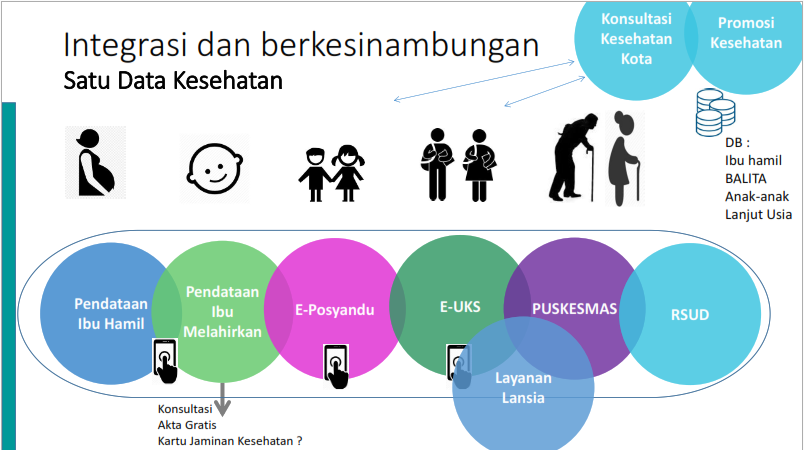 Integrasi dan berkesinambungan
Satu Data Kesehatan
Konsultasi
Kesehatan
Kota
Promosi
Kesehatan
DB :
Ibu hamil
BALITA
Anak-anak
Lanjut Usia
Pendataan
Ibu Hamil
Pendataan
Ibu
Melahirkan
E-Posyandu
E-UKS
PUSKESMAS
RSUD
Layanan
Lansia
Konsultasi
Akta Gratis
Kartu Jaminan Kesehatan ?